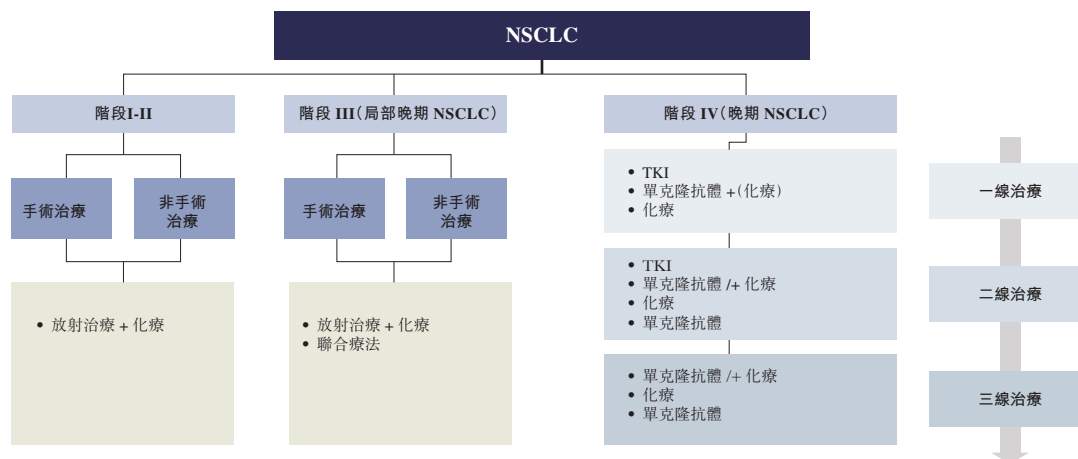 NSCLC
階段I-II
階段 III(局部晚期 NSCLC)
階段 IV(晚期 NSCLC)
手術治療
非手術
治療
手術治療
非手術
治療
• TKI
• 單克隆抗體 +(化療)
• 化療
一線治療
• TKI
• 單克隆抗體 /+ 化療
• 化療
• 單克隆抗體
二線治療
• 放射治療 + 化療
• 放射治療 + 化療
• 聯合療法
• 單克隆抗體 /+ 化療
• 化療
• 單克隆抗體
三線治療